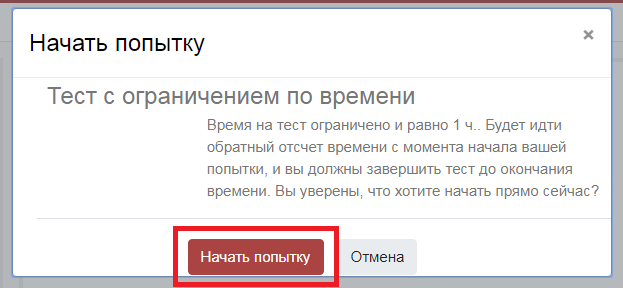 Начать попытку
×
Тест с ограничением по времени
Время на тест ограничено и равно 1 ч.. Будет идти
обратный отсчет времени с момента начала вашей
попытки, и вы должны завершить тест до окончания
времени. Вы уверены, что хотите начать прямо сейчас?
Начать попытку Отмена